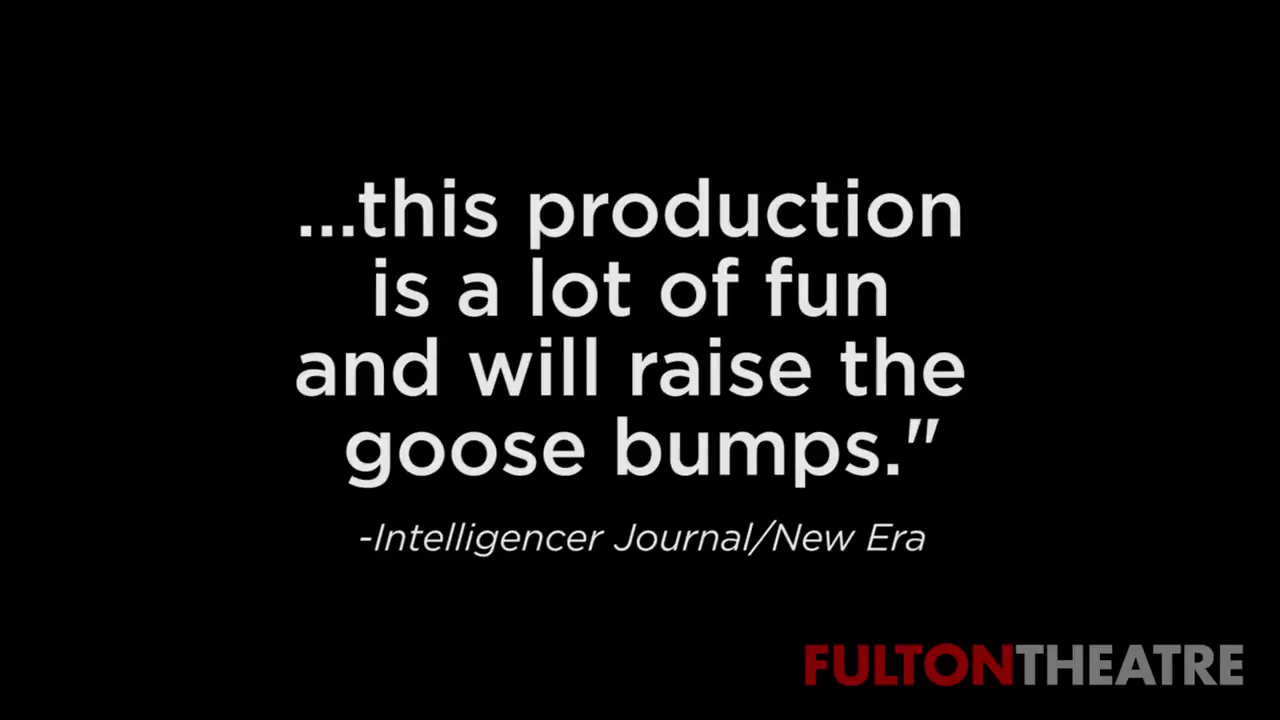 ...this production
is a lot of fun
and will raise the
goose bumps."
-Intelligencer Journal/New Era
FULTONTHEATRE